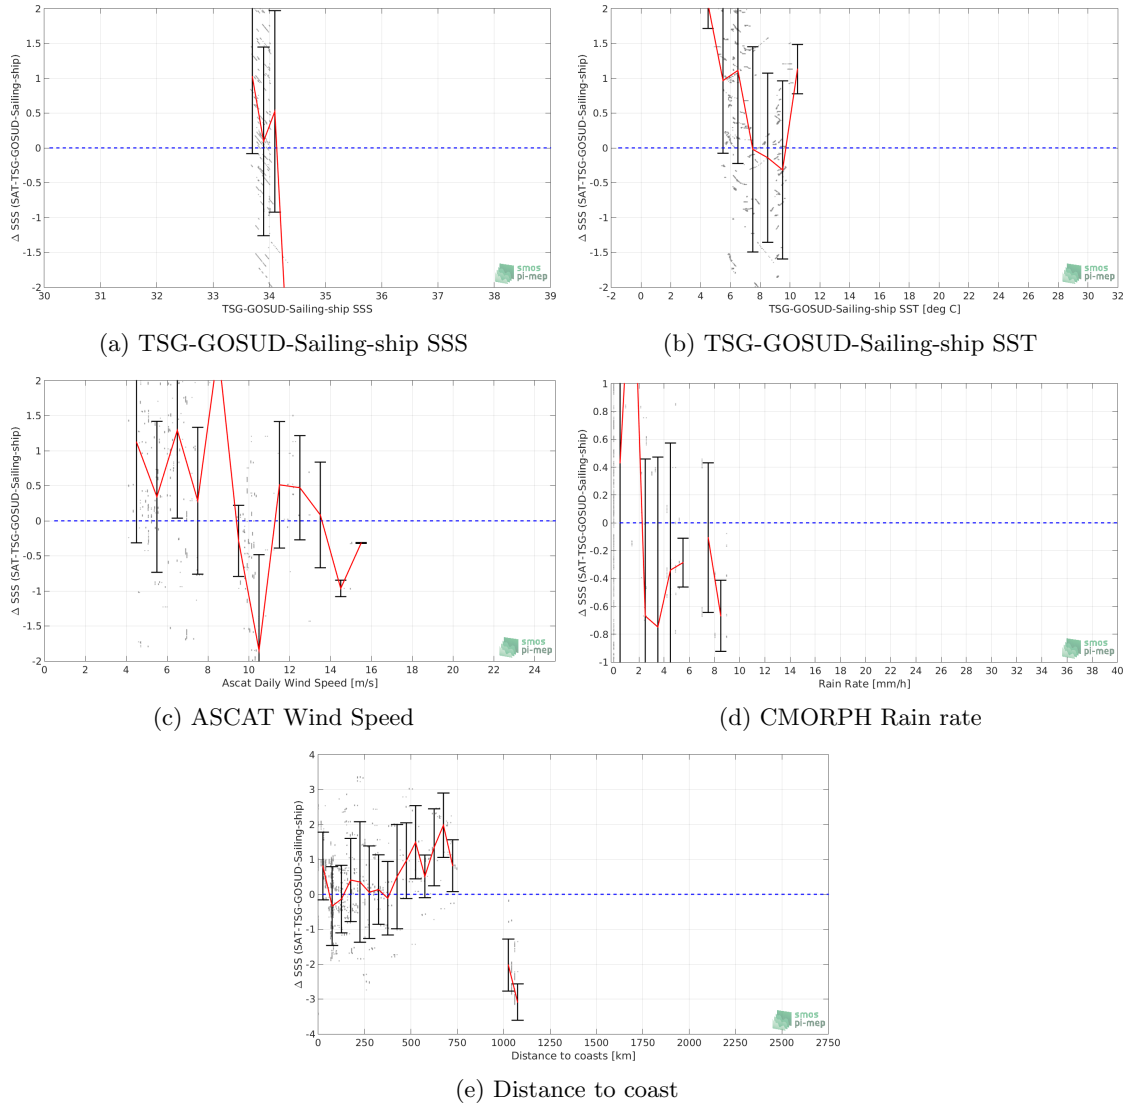 2
1.5
1
0.5
0
-0.5
-1
-1.5
-2
Δ SSS (SAT-TSG-GOSUD-Sailing-ship)
30 31 32 33 34 35 36 37 38 39
TSG-GOSUD-Sailing-ship SSS
smos
pi-mep
(a) TSG-GOSUD-Sailing-ship SSS
2
1.5
1
0.5
0
-0.5
-1
-1.5
-2
Δ SSS (SAT-TSG-GOSUD-Sailing-ship)
-2 0 2 4 6 8 10 12 14 16 18 20 22 24 26 28 30 32
TSG-GOSUD-Sailing-ship SST [deg C]
smos
pi-mep
(b) TSG-GOSUD-Sailing-ship SST
2
1.5
1
0.5
0
-0.5
-1
-1.5
-2
Δ SSS (SAT-TSG-GOSUD-Sailing-ship)
0 2 4 6 8 10 12 14 16 18 20 22 24
Ascat Daily Wind Speed [m/s]
smos
pi-mep
(c) ASCAT Wind Speed
1
0.8
0.6
0.4
0.2
0
-0.2
-0.4
-0.6
-0.8
-1
Δ SSS (SAT-TSG-GOSUD-Sailing-ship)
0 2 4 6 8 10 12 14 16 18 20 22 24 26 28 30 32 34 36 38 40
Rain Rate [mm/h]
smos
pi-mep
(d) CMORPH Rain rate
4
3
2
1
0
-1
-2
-3
-4
Δ SSS (SAT-TSG-GOSUD-Sailing-ship)
0 250 500 750 1000 1250 1500 1750 2000 2250 2500 2750
Distance to coasts [km]
smos
pi-mep
(e) Distance to coast